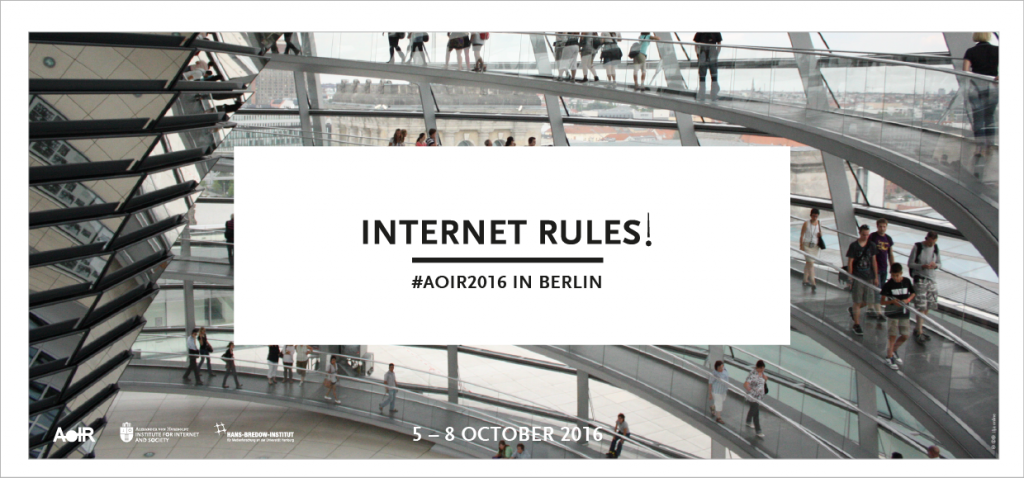 INTERNET RULES!
#AOIR2016 IN BERLIN
AoIR
INSTITUTE FOR INTERNET
AND SOCIETY
HANS-BREDOW-INSTITUT
5 – 8 OCTOBER 2016